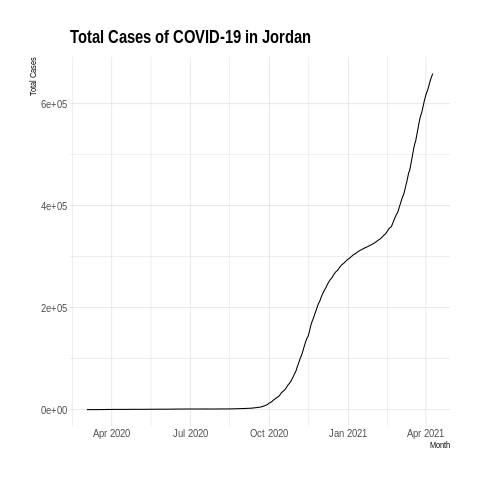 Total Cases of COVID-19 in Jordan
Total Cases
6e+05
4e+05
2e+05
0e+00
Apr 2020 Jul 2020 Oct 2020 Jan 2021 Apr 2021
Month